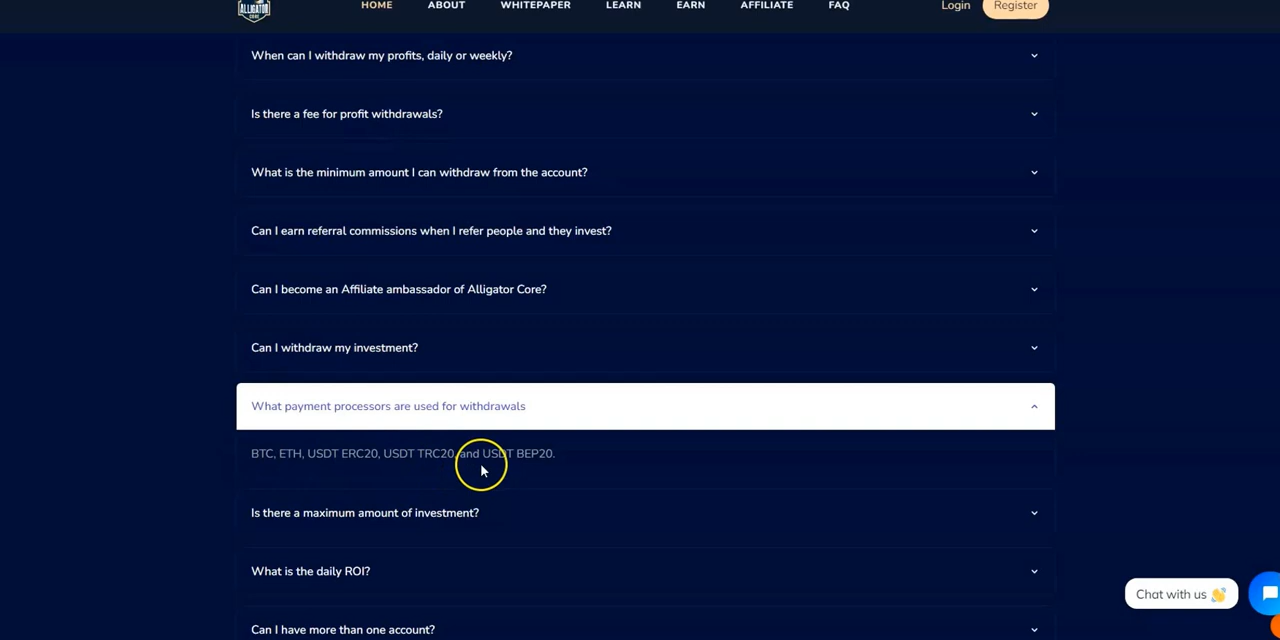 ALLIGATOR
CORE
HOME ABOUT WHITEPAPER LEARN EARN AFFILIATE FAQ Login Register
When can I withdraw my profits, daily or weekly?
Is there a fee for profit withdrawals?
What is the minimum amount I can withdraw from the account?
Can I earn referral commissions when I refer people and they invest?
Can I become an Affiliate ambassador of Alligator Core?
Can I withdraw my investment?
What payment processors are used for withdrawals
BTC, ETH, USDT ERC20, USDT TRC20, and USDT BEP20.
Is there a maximum amount of investment?
What is the daily ROI?
Chat with us 👋
Can I have more than one account?